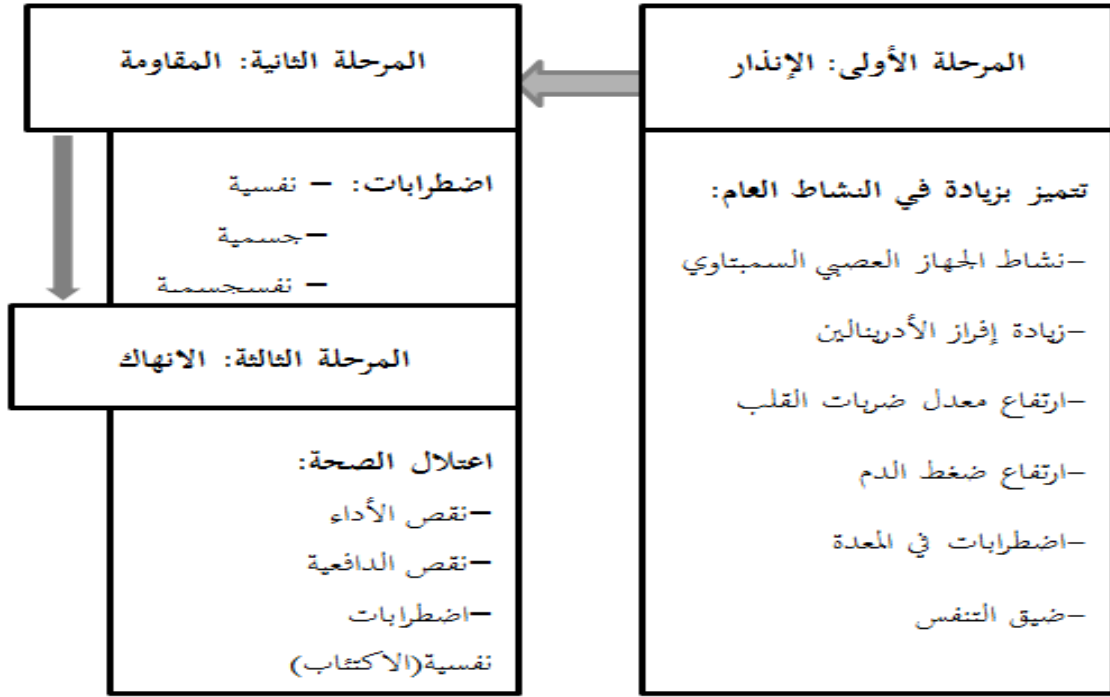 المرحلة الأولى: الإنذار
تتميز بزيادة في النشاط العام:
–نشاط الجهاز العصبي السمبتاوي
–زيادة إفراز الأدرينالين
–ارتفاع معدل ضربات القلب
–ارتفاع ضغط الدم
–اضطرابات في المعدة
–ضيق التنفس
المرحلة الثانية: المقاومة
اضطرابات: – نفسية
–جسمية
– نفسجسمية
المرحلة الثالثة: الانهاك
اعتلال الصحة:
–نقص الأداء
–نقص الدافعية
–اضطرابات
نفسية(الاكتئاب)